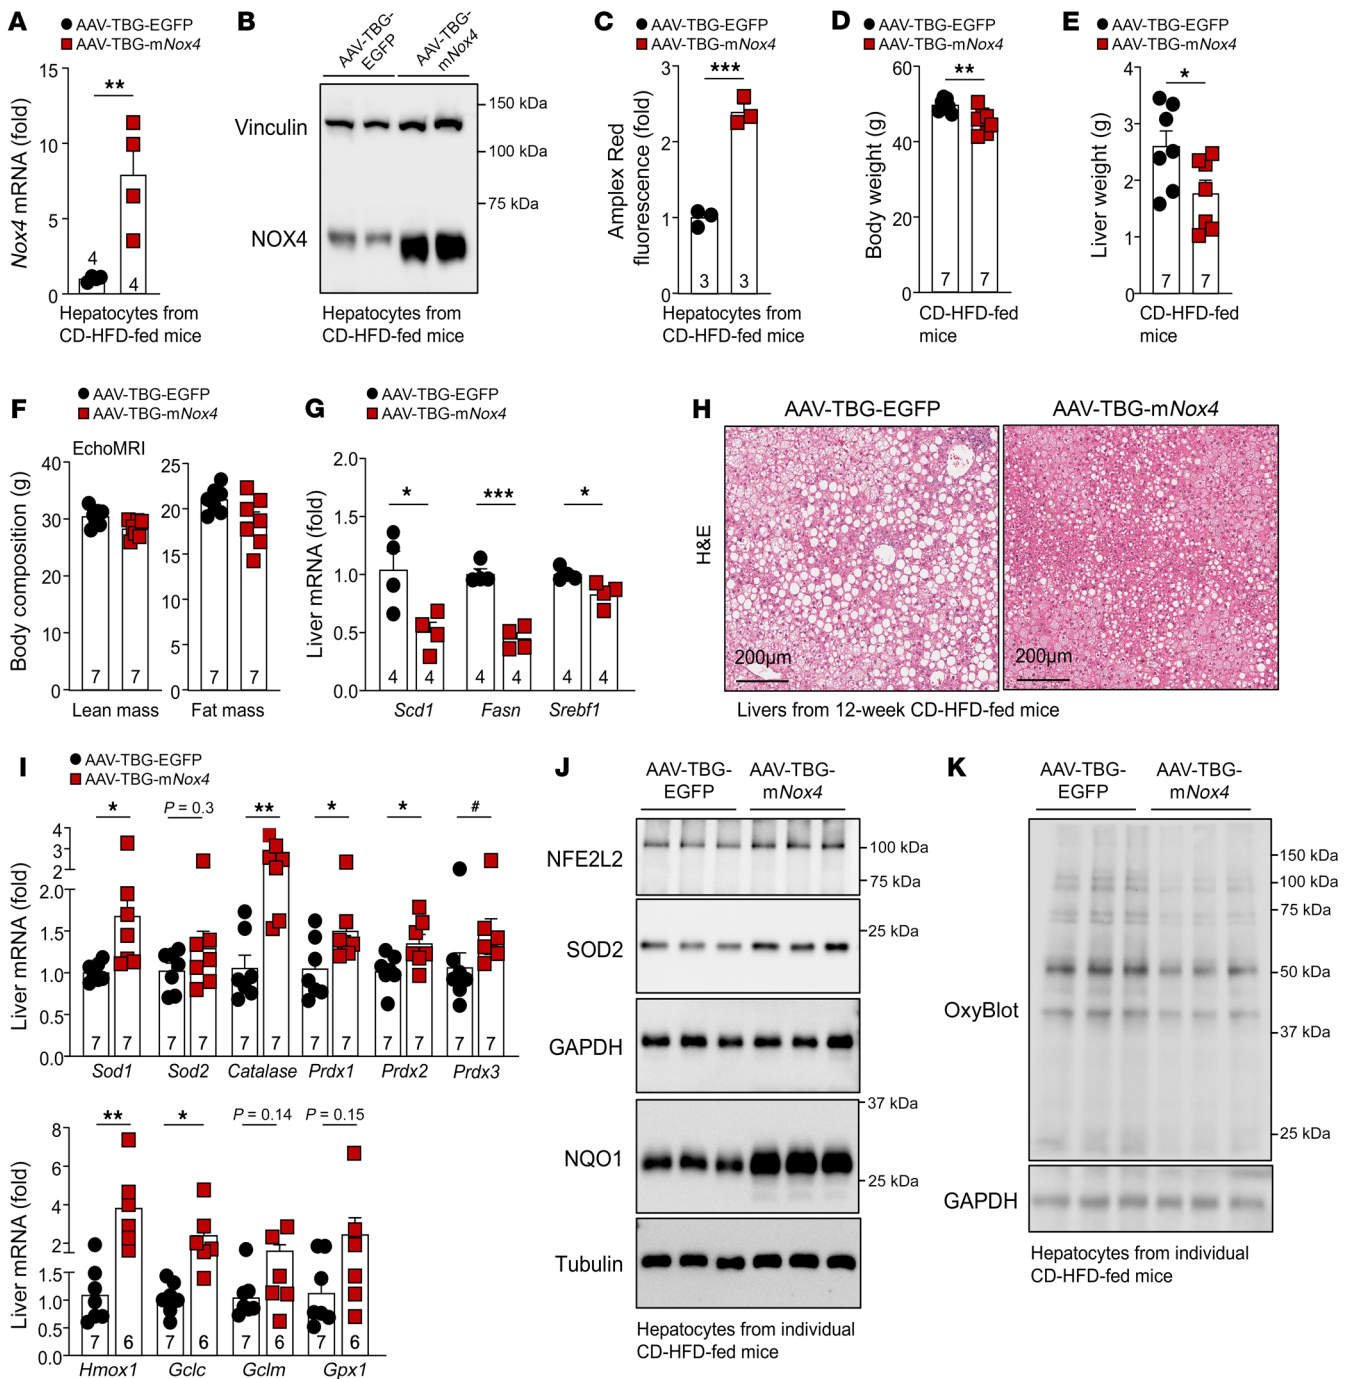 A
AAV-TBG-EGFP
AAV-TBG-mNox4
Nox4 mRNA (fold)
15
10
5
0
**
4
4
Hepatocytes from
CD-HFD-fed mice
B
AAV-TBG-
EGFP
AAV-TBG-
mNox4
Vinculin
NOX4
150 kDa
100 kDa
75 kDa
Hepatocytes from
CD-HFD-fed mice
C
AAV-TBG-EGFP
AAV-TBG-mNox4
Amplex Red
fluorescence (fold)
3
2
1
0
***
3
3
Hepatocytes from
CD-HFD-fed mice
D
AAV-TBG-EGFP
AAV-TBG-mNox4
Body weight (g)
60
40
20
0
**
7
7
CD-HFD-fed
mice
E
AAV-TBG-EGFP
AAV-TBG-mNox4
Liver weight (g)
4
3
2
1
0
*
7
7
CD-HFD-fed
mice
F
AAV-TBG-EGFP
AAV-TBG-mNox4
EchoMRI
Body composition (g)
40
30
20
10
0
7
7
Lean mass
25
20
15
10
5
0
7
7
Fat mass
G
AAV-TBG-EGFP
AAV-TBG-mNox4
Liver mRNA (fold)
2.0
1.5
1.0
0.5
0.0
*
***
*
4
4
4
4
4
4
Scd1
Fasn
Srebf1
H
AAV-TBG-EGFP
AAV-TBG-mNox4
H&E
200µm
200µm
Livers from 12-week CD-HFD-fed mice
I
AAV-TBG-EGFP
AAV-TBG-mNox4
Liver mRNA (fold)
4
3
2
2.0
1.5
1.0
0.5
0.0
*
P = 0.3
**
*
*
#
7
7
7
7
7
7
7
7
7
7
7
7
Sod1
Sod2
Catalase
Prdx1
Prdx2
Prdx3
Liver mRNA (fold)
8
6
4
2
1.5
1.0
0.5
0.0
**
*
P = 0.14
P = 0.15
7
6
7
6
7
6
7
6
Hmox1
Gclc
Gclm
Gpx1
J
AAV-TBG-
EGFP
AAV-TBG-
mNox4
NFE2L2
100 kDa
75 kDa
SOD2
25 kDa
GAPDH
37 kDa
NQO1
25 kDa
Tubulin
Hepatocytes from individual
CD-HFD-fed mice
K
AAV-TBG-
EGFP
AAV-TBG-
mNox4
OxyBlot
150 kDa
100 kDa
75 kDa
50 kDa
37 kDa
25 kDa
GAPDH
Hepatocytes from individual
CD-HFD-fed mice